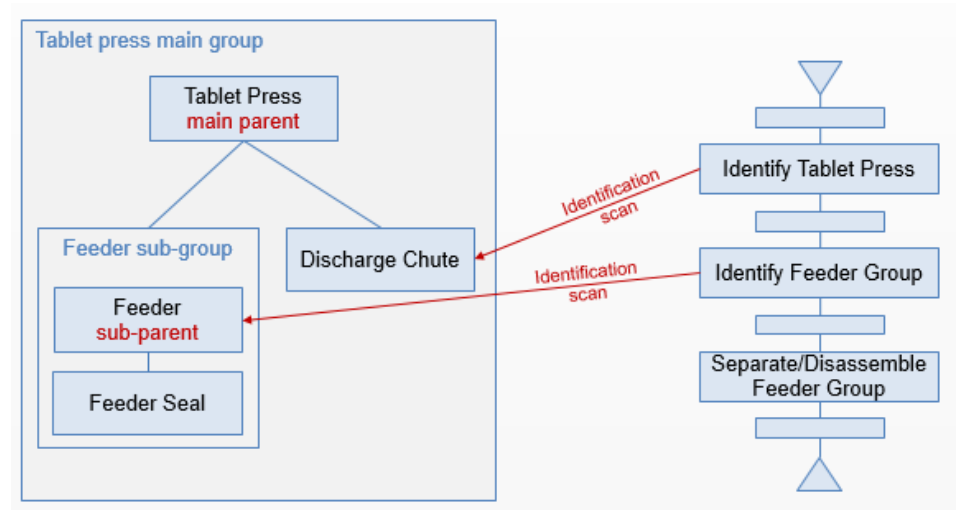 Tablet press main group
Tablet Press
main parent
Feeder sub-group
Feeder
sub-parent
Feeder Seal
Discharge Chute
Identification
scan
Identification
scan
Identify Tablet Press
Identify Feeder Group
Separate/Disassemble
Feeder Group